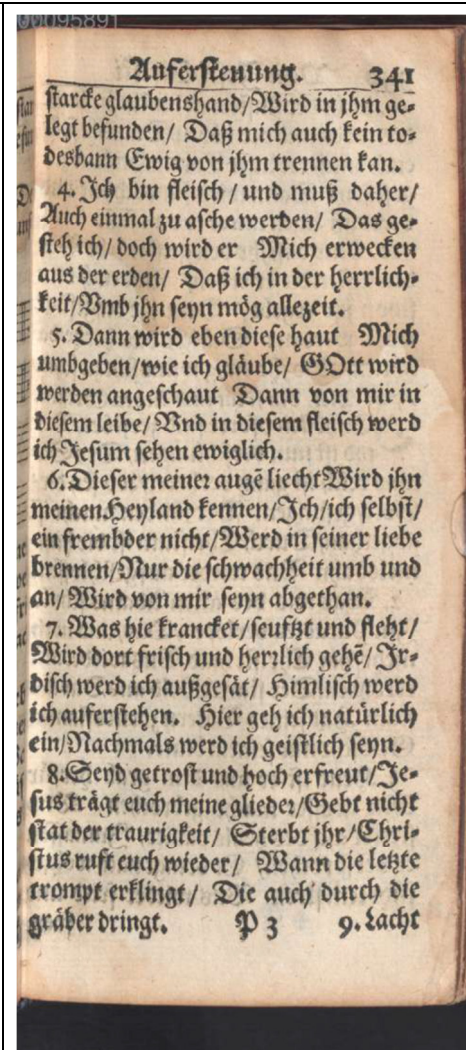 00095891
Auferstehung. 341
starcke glaubenshand/Wird in jhm ge-
legt befunden/ Daß mich auch kein to-
desbann Ewig von jhm trennen kan.
4. Ich bin fleisch / und muß daher/
Auch einmal zu asche werden/ Das ge-
steh ich/ doch wird er Mich erwecken
aus der erden/ Daß ich in der herrlich-
keit/Vmb jhn seyn mög allezeit.
5. Dann wird eben diese haut Mich
umbgeben/wie ich gläube/ GOtt wird
werden angeschaut Dann von mir in
diesem leibe/ Vnd in diesem fleisch werd
ich Jesum sehen ewiglich.
6. Dieser meiner augẽ liecht Wird jhn
meinen Heyland kennen/Ich/ich selbst/
ein frembder nicht/Werd in seiner liebe
brennen/Nur die schwachheit umb und
an/ Wird von mir seyn abgethan.
7. Was hie krancket/seufftzt und fleht/
Wird dort frisch und herrlich gehẽ/ Ir-
disch werd ich außgesät/ Himlisch werd
ich auferstehen. Hier geh ich natürlich
ein/Nachmals werd ich geistlich seyn.
8. Seyd getrost und hoch erfreut/Je-
sus trägt euch meine glieder/Gebt nicht
stat der traurigkeit/ Sterbt jhr/Chri-
stus ruft euch wieder/ Wann die letzte
trompt erklingt/ Die auch durch die
gräber dringt. P 3 9. Lacht